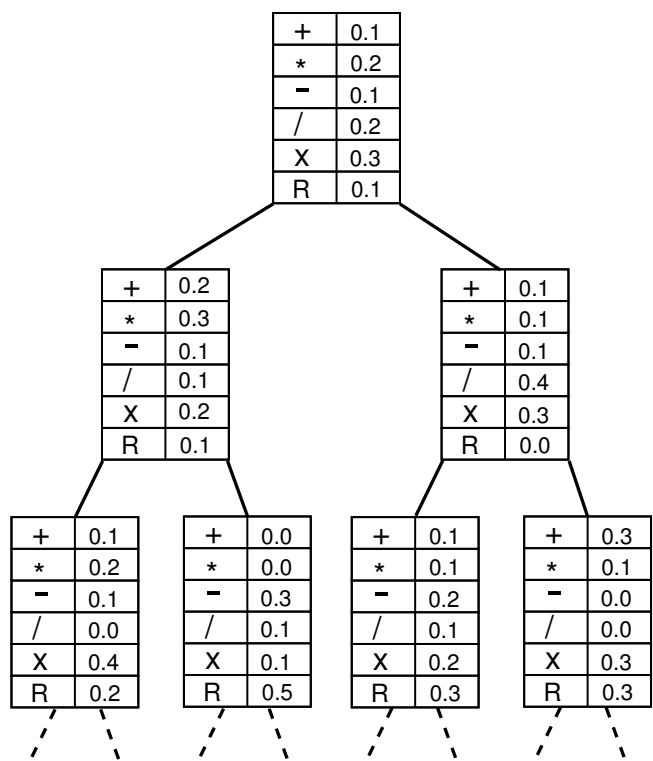 + 0.1
* 0.2
- 0.1
/ 0.2
x 0.3
R 0.1
+ 0.2
* 0.3
- 0.1
/ 0.1
x 0.2
R 0.1
+ 0.1
* 0.1
- 0.1
/ 0.4
x 0.3
R 0.0
+ 0.1
* 0.2
- 0.1
/ 0.0
x 0.4
R 0.2
+ 0.0
* 0.0
- 0.3
/ 0.1
x 0.1
R 0.5
+ 0.1
* 0.1
- 0.2
/ 0.1
x 0.2
R 0.3
+ 0.3
* 0.1
- 0.0
/ 0.0
x 0.3
R 0.3